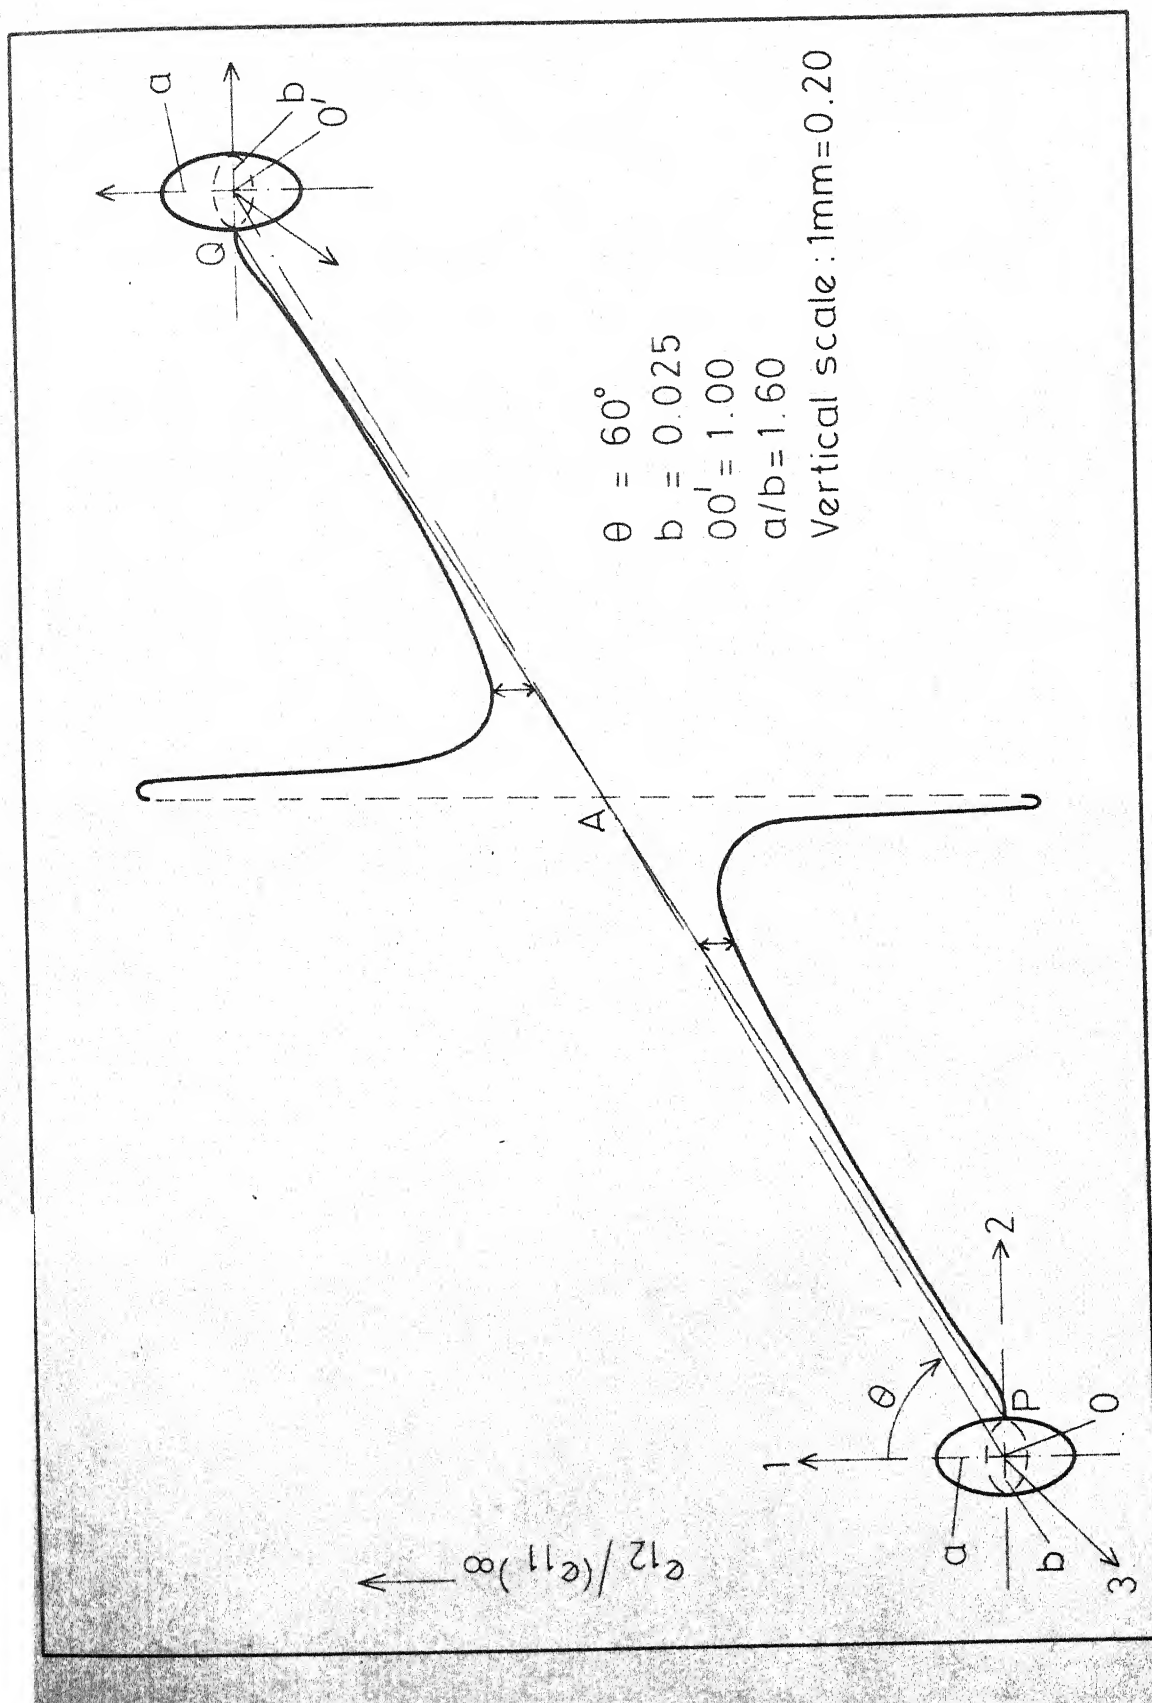 a
b
O'
Q
θ = 60°
b = 0.025
OO' = 1.00
a/b = 1.60
Vertical scale : 1mm = 0.20
A
e12/(e11)∞
1
θ
2
P
O
a
b
3